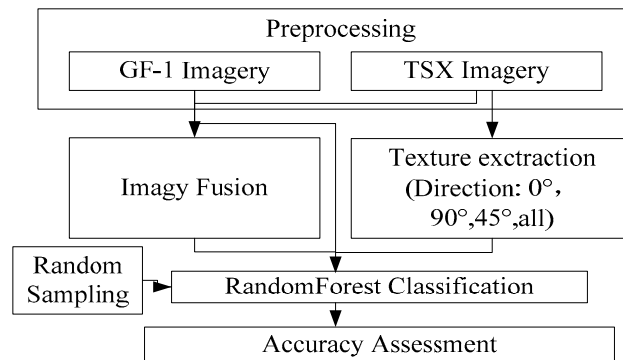 Preprocessing
GF-1 Imagery
TSX Imagery
Imagy Fusion
Texture exctraction
(Direction: 0°,
90°,45°,all)
Random
Sampling
RandomForest Classification
Accuracy Assessment